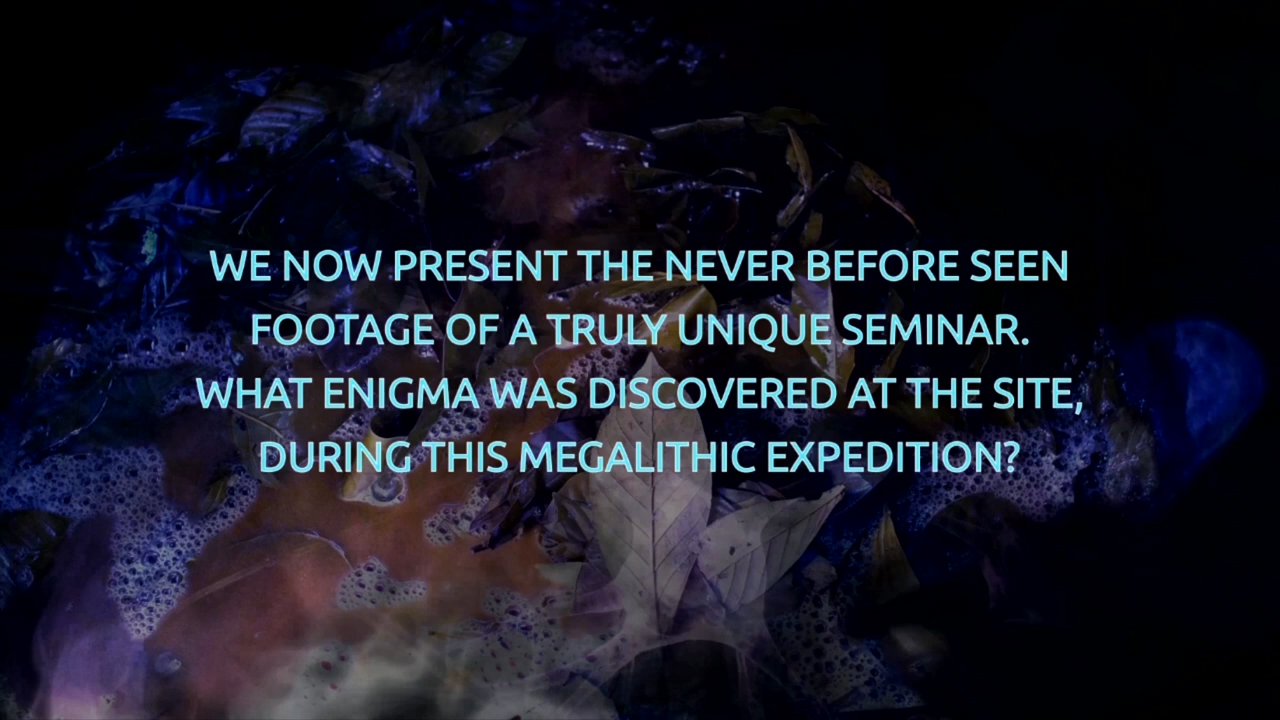 WE NOW PRESENT THE NEVER BEFORE SEEN
FOOTAGE OF A TRULY UNIQUE SEMINAR.
WHAT ENIGMA WAS DISCOVERED AT THE SITE,
DURING THIS MEGALITHIC EXPEDITION?